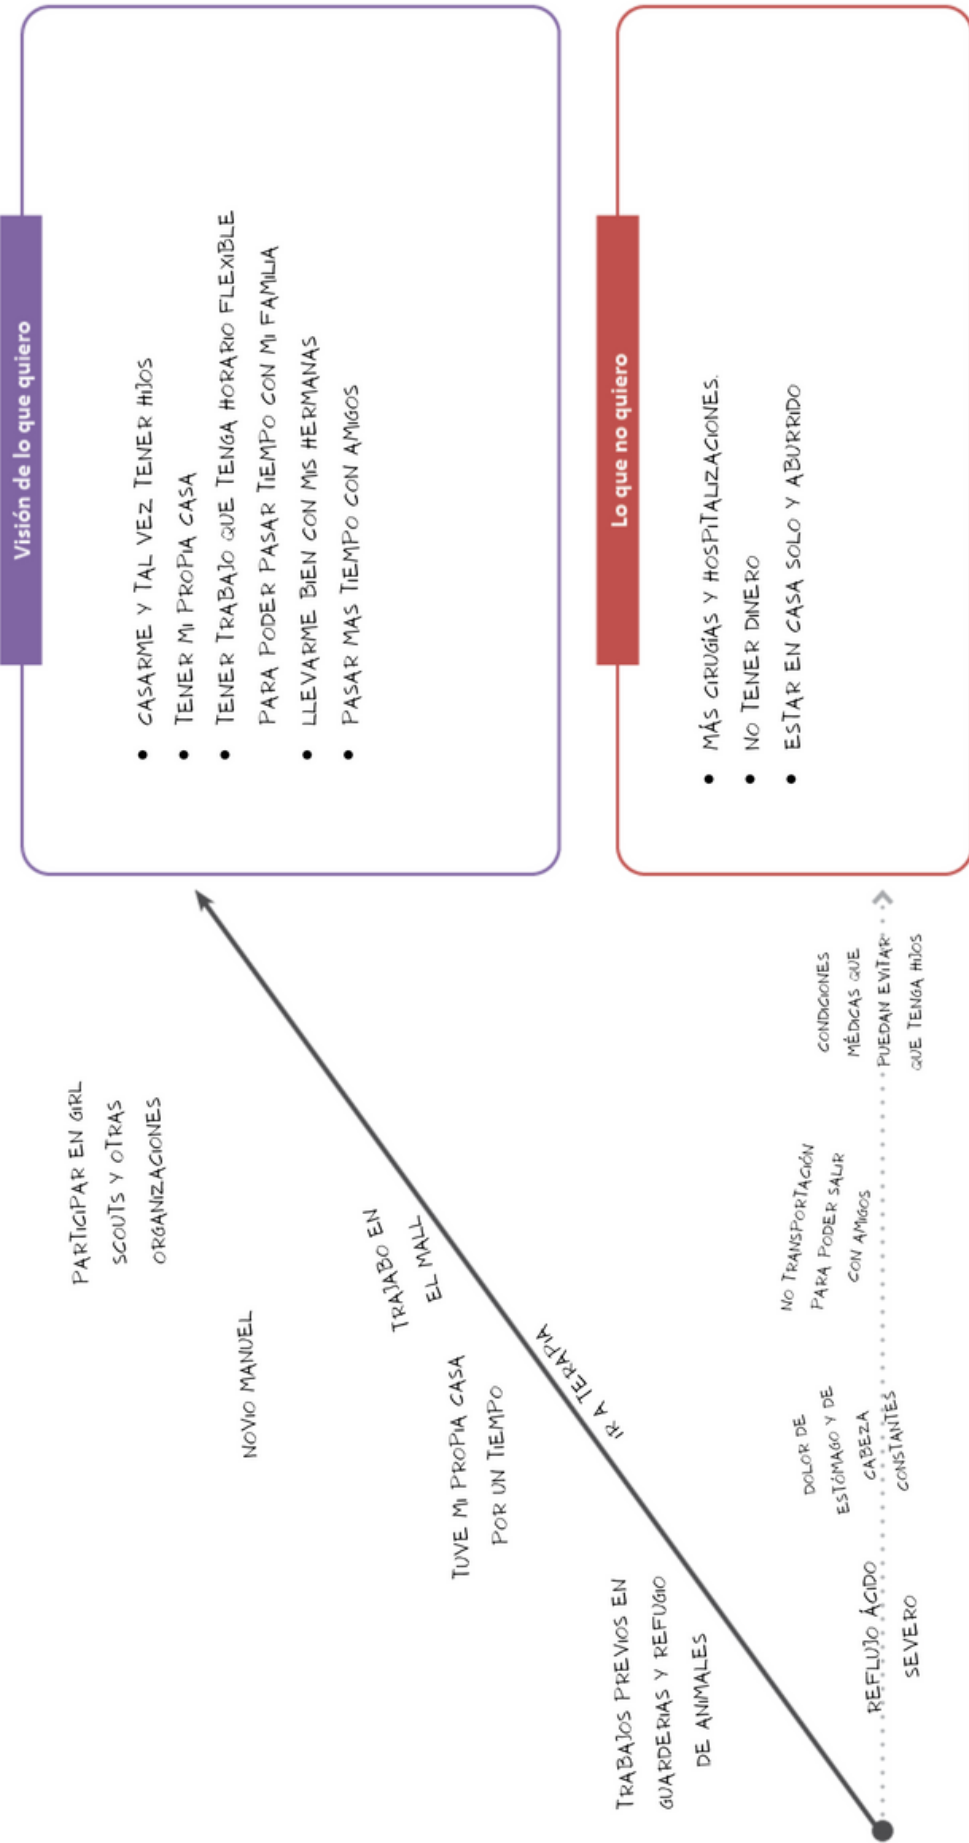 Visión de lo que quiero
• CASARME Y TAL VEZ TENER HIJOS
• TENER MI PROPIA CASA
• TENER TRABAJO QUE TENGA HORARIO FLEXIBLE
PARA PODER PASAR TIEMPO CON MI FAMILIA
• LLEVARME BIEN CON MIS HERMANAS
• PASAR MAS TIEMPO CON AMIGOS
Lo que no quiero
• MÁS CIRUGÍAS Y HOSPITALIZACIONES.
• NO TENER DINERO
• ESTAR EN CASA SOLO Y ABURRIDO
PARTICIPAR EN GIRL
SCOUTS Y OTRAS
ORGANIZACIONES
NOVIO MANUEL
TRAJABO EN
EL MALL
TUVE MI PROPIA CASA
POR UN TIEMPO
IR A TERAPIA
TRABAJOS PREVIOS EN
GUARDERIAS Y REFUGIO
DE ANIMALES
REFLUJO ÁCIDO
SEVERO
DOLOR DE
ESTÓMAGO Y DE
CABEZA
CONSTANTES
NO TRANSPORTACIÓN
PARA PODER SALIR
CON AMIGOS
CONDICIONES
MÉDICAS QUE
PUEDAN EVITAR
QUE TENGA HIJOS